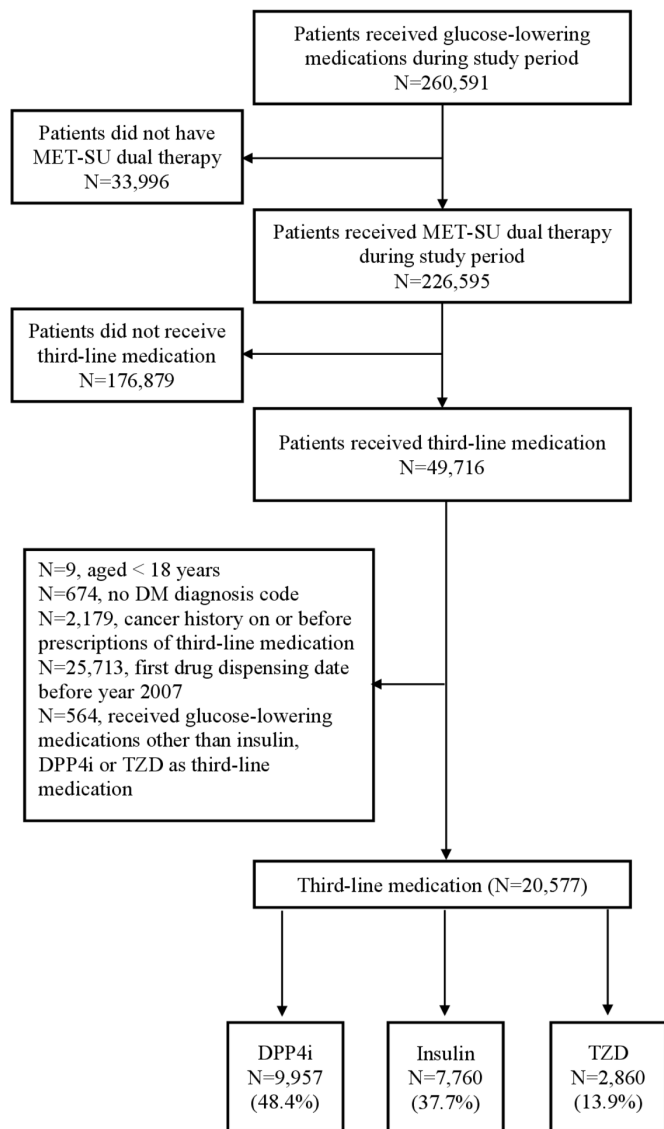 Patients received glucose-lowering
medications during study period
N=260,591
Patients did not have
MET-SU dual therapy
N=33,996
Patients received MET-SU dual therapy
during study period
N=226,595
Patients did not receive
third-line medication
N=176,879
Patients received third-line medication
N=49,716
N=9, aged < 18 years
N=674, no DM diagnosis code
N=2,179, cancer history on or before
prescriptions of third-line medication
N=25,713, first drug dispensing date
before year 2007
N=564, received glucose-lowering
medications other than insulin,
DPP4i or TZD as third-line
medication
Third-line medication (N=20,577)
DPP4i
N=9,957
(48.4%)
Insulin
N=7,760
(37.7%)
TZD
N=2,860
(13.9%)